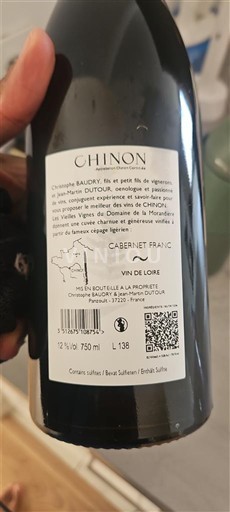 CHINON
Christophe BAUDRY, fils et petit fils de vignerons,
et Jean-Martin DUTOUR, oenologue et passionné
de vins, conjuguent expérience et savoir-faire pour
vous proposer le meilleur des vins de CHINON.
Les Vieilles Vignes du Domaine de la Morandière
donnent une cuvée charnue et généreuse vinifiée à
partir du fameux cépage ligérien :
CABERNET FRANC
VIN DE LOIRE
MIS EN BOUTEILLE A LA PROPRIETE
Christophe BAUDRY & Jean-Martin DUTOUR
Panzoult - 37220 - France
3 512675 108754 >
12 % Vol 750 ml L 138
Contains sulfites / Bevat Sulfieten / Enthält Sulfite